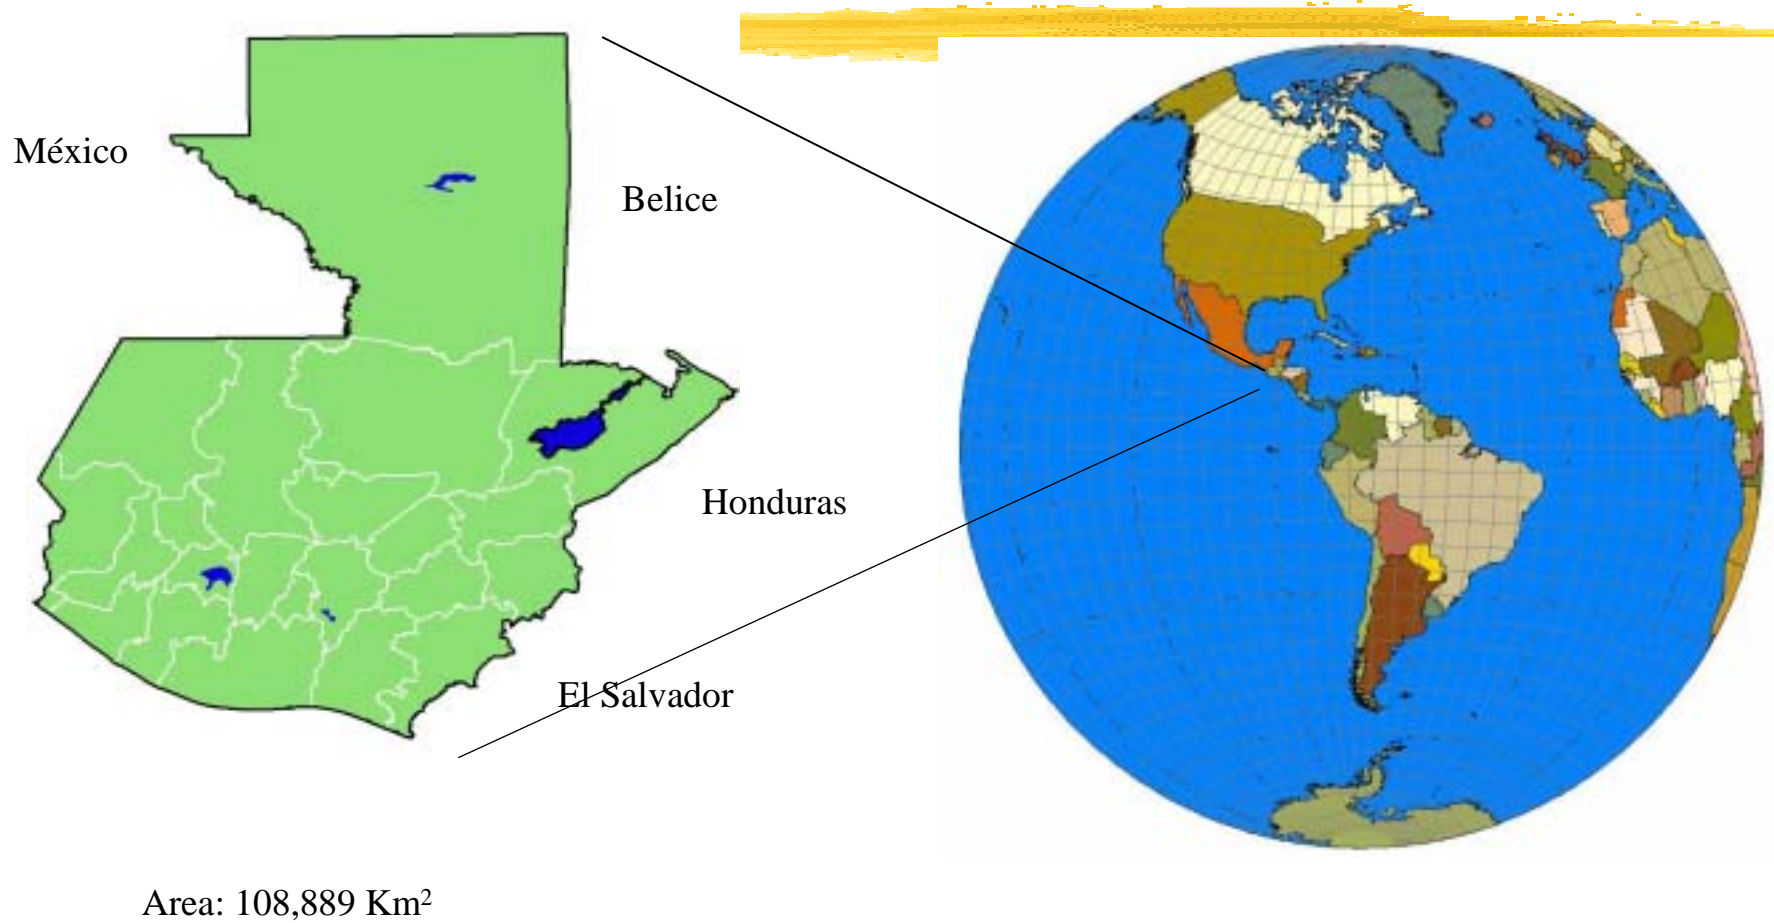 México
Belice
Honduras
El Salvador
Area: 108,889 Km²